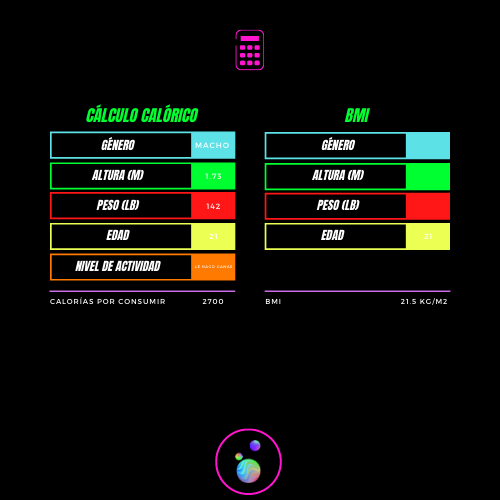 CÁLCULO CALÓRICO
GÉNERO MACHO
ALTURA (M) 1.75
PESO (LB) 142
EDAD 21
NIVEL DE ACTIVIDAD
CALORÍAS POR CONSUMIR 2700
BMI
GÉNERO
ALTURA (M)
PESO (LB)
EDAD 21
BMI 21.5 KG/M2